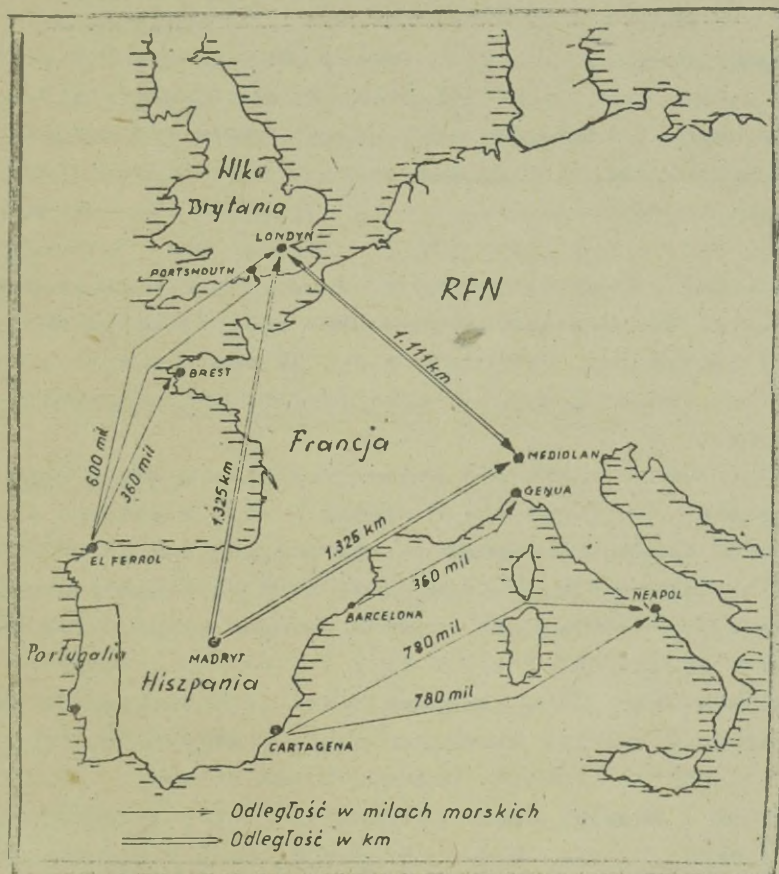 Wlka
Brytania
LONDYN
PORTSMOUTH
RFN
1.111 km
BREST
600 mil
360 mil
1.325 km
Francja
MEDIOLAN
GENUA
1.325 km
EL FERROL
360 mil
BARCELONA
NEAPOL
780 mil
Portugalia
MADRYT
Hiszpania
780 mil
CARTAGENA
Odległość w milach morskich
Odległość w km